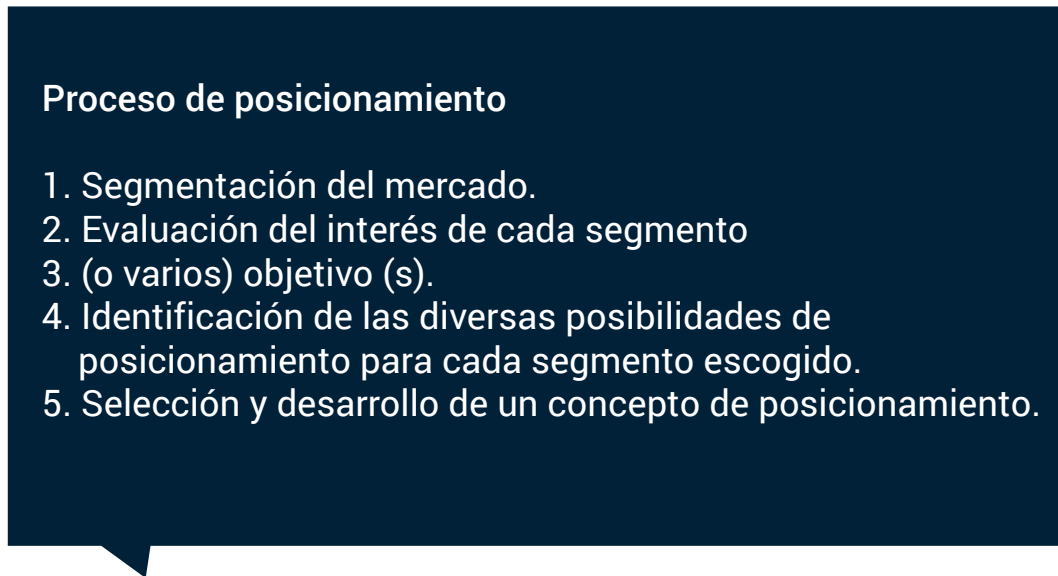 Proceso de posicionamiento
1. Segmentación del mercado.
2. Evaluación del interés de cada segmento
3. (o varios) objetivo (s).
4. Identificación de las diversas posibilidades de
posicionamiento para cada segmento escogido.
5. Selección y desarrollo de un concepto de posicionamiento.